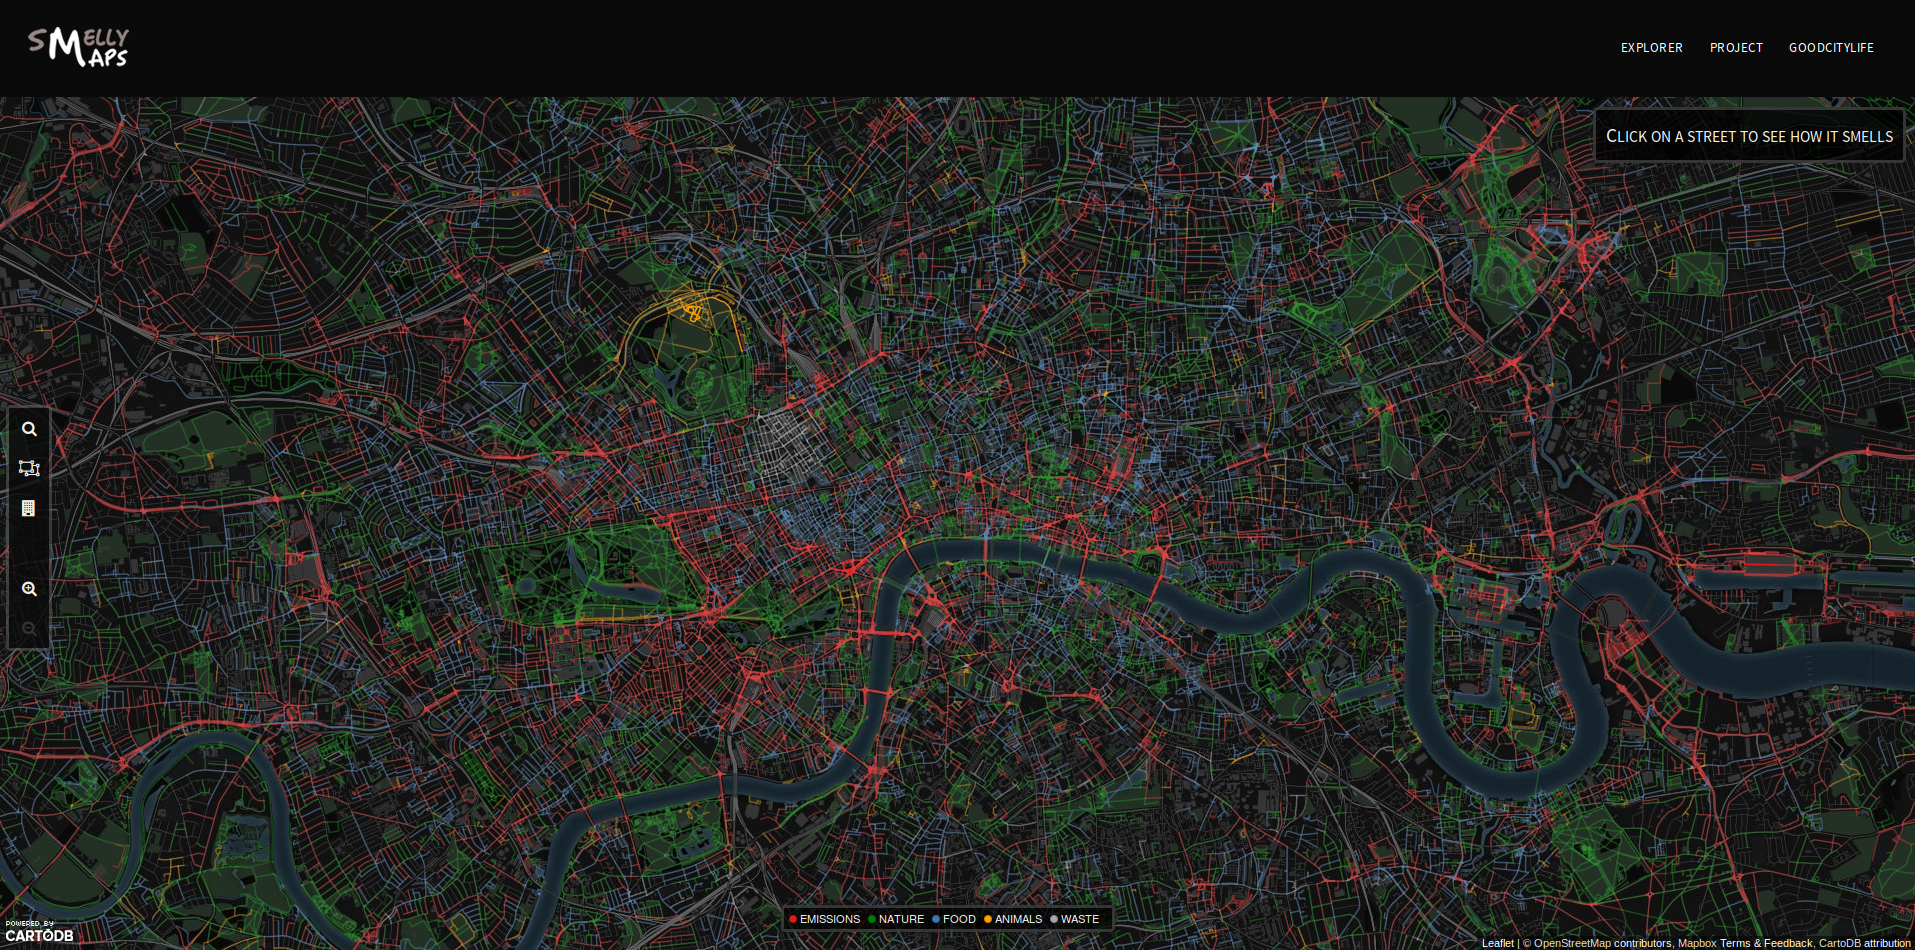 SMELLY
MAPS
EXPLORER PROJECT GOODCITYLIFE
CLICK ON A STREET TO SEE HOW IT SMELLS
EMISSIONS NATURE FOOD ANIMALS WASTE
POWERED BY
CARTODB
Leaflet | © OpenStreetMap contributors, Mapbox Terms & Feedback, CartoDB attribution